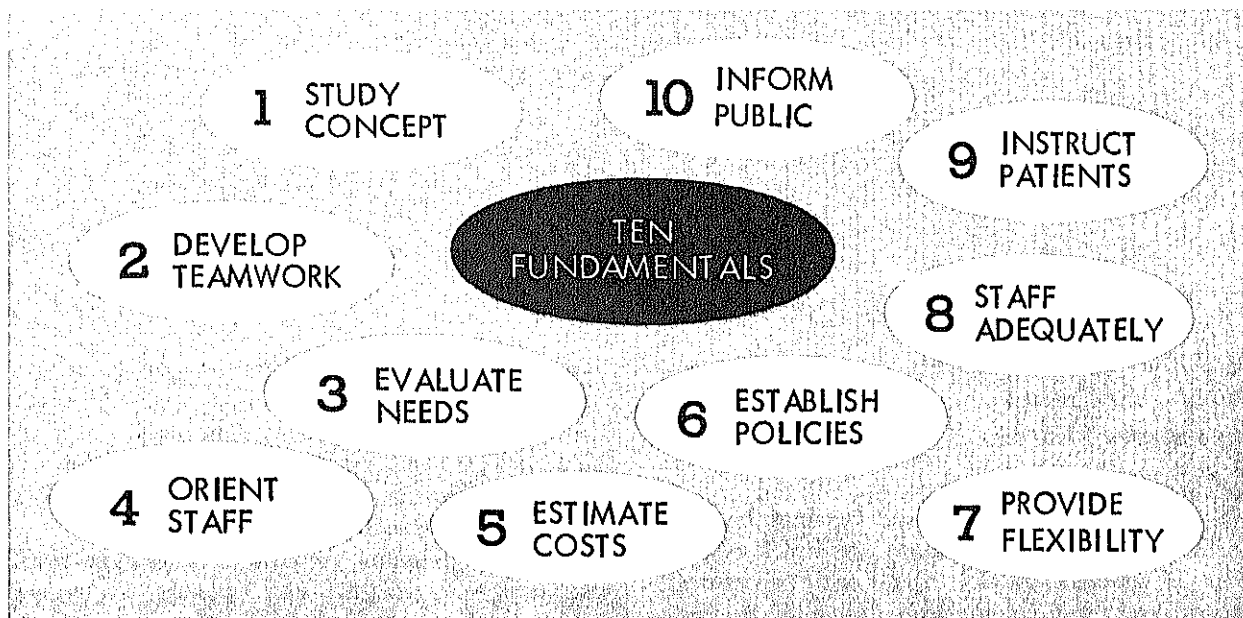 TEN
FUNDAMENTALS
1 STUDY
CONCEPT
2 DEVELOP
TEAMWORK
3 EVALUATE
NEEDS
4 ORIENT
STAFF
5 ESTIMATE
COSTS
6 ESTABLISH
POLICIES
7 PROVIDE
FLEXIBILITY
8 STAFF
ADEQUATELY
9 INSTRUCT
PATIENTS
10 INFORM
PUBLIC